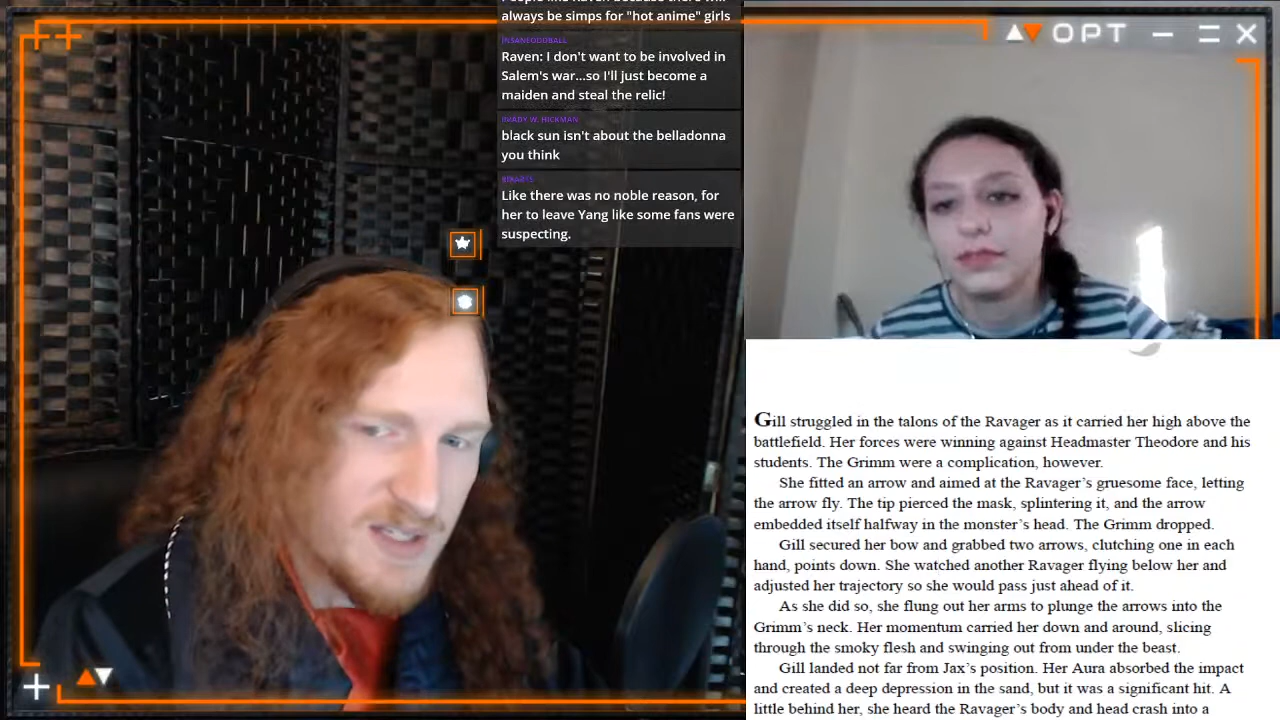 always be simps for "hot anime" girls
Raven: I don't want to be involved in
Salem's war...so I'll just become a
maiden and steal the relic!
BRADY W. HICKMAN
black sun isn't about the belladonna
you think
Like there was no noble reason, for
her to leave Yang like some fans were
suspecting.
OPT
Gill struggled in the talons of the Ravager as it carried her high above the
battlefield. Her forces were winning against Headmaster Theodore and his
students. The Grimm were a complication, however.
She fitted an arrow and aimed at the Ravager’s gruesome face, letting
the arrow fly. The tip pierced the mask, splintering it, and the arrow
embedded itself halfway in the monster’s head. The Grimm dropped.
Gill secured her bow and grabbed two arrows, clutching one in each
hand, points down. She watched another Ravager flying below her and
adjusted her trajectory so she would pass just ahead of it.
As she did so, she flung out her arms to plunge the arrows into the
Grimm’s neck. Her momentum carried her down and around, slicing
through the smoky flesh and swinging out from under the beast.
Gill landed not far from Jax’s position. Her Aura absorbed the impact
and created a deep depression in the sand, but it was a significant hit. A
little behind her, she heard the Ravager’s body and head crash into a